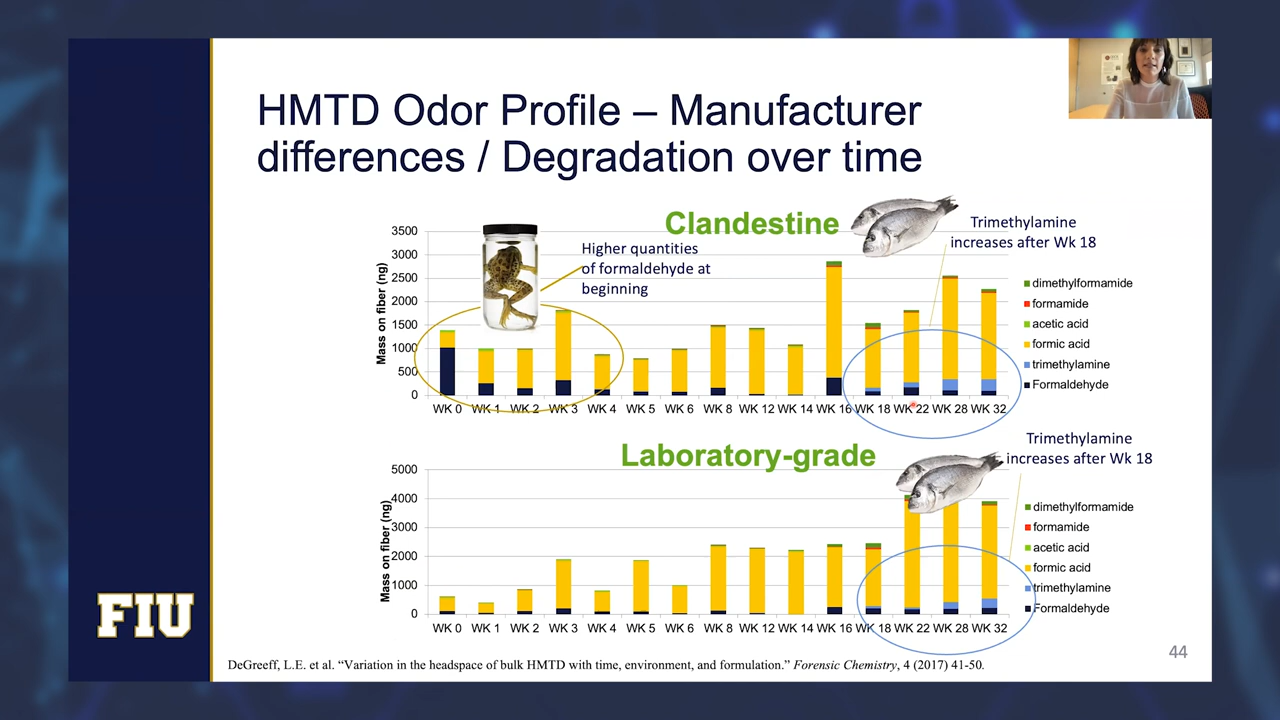 HMTD Odor Profile – Manufacturer
differences / Degradation over time
Clandestine
Trimethylamine
increases after Wk 18
Higher quantities
of formaldehyde at
beginning
Mass on fiber (ng)
3500
3000
2500
2000
1500
1000
500
0
WK 0 WK 1 WK 2 WK 3 WK 4 WK 5 WK 6 WK 8 WK 12 WK 14 WK 16 WK 18 WK 22 WK 28 WK 32
dimethylformamide
formamide
acetic acid
formic acid
trimethylamine
Formaldehyde
Laboratory-grade
Trimethylamine
increases after Wk 18
Mass on fiber (ng)
5000
4000
3000
2000
1000
0
WK 0 WK 1 WK 2 WK 3 WK 4 WK 5 WK 6 WK 8 WK 12 WK 14 WK 16 WK 18 WK 22 WK 28 WK 32
dimethylformamide
formamide
acetic acid
formic acid
trimethylamine
Formaldehyde
FIU
44
DeGreeff, L.E. et al. “Variation in the headspace of bulk HMTD with time, environment, and formulation.” Forensic Chemistry, 4 (2017) 41-50.